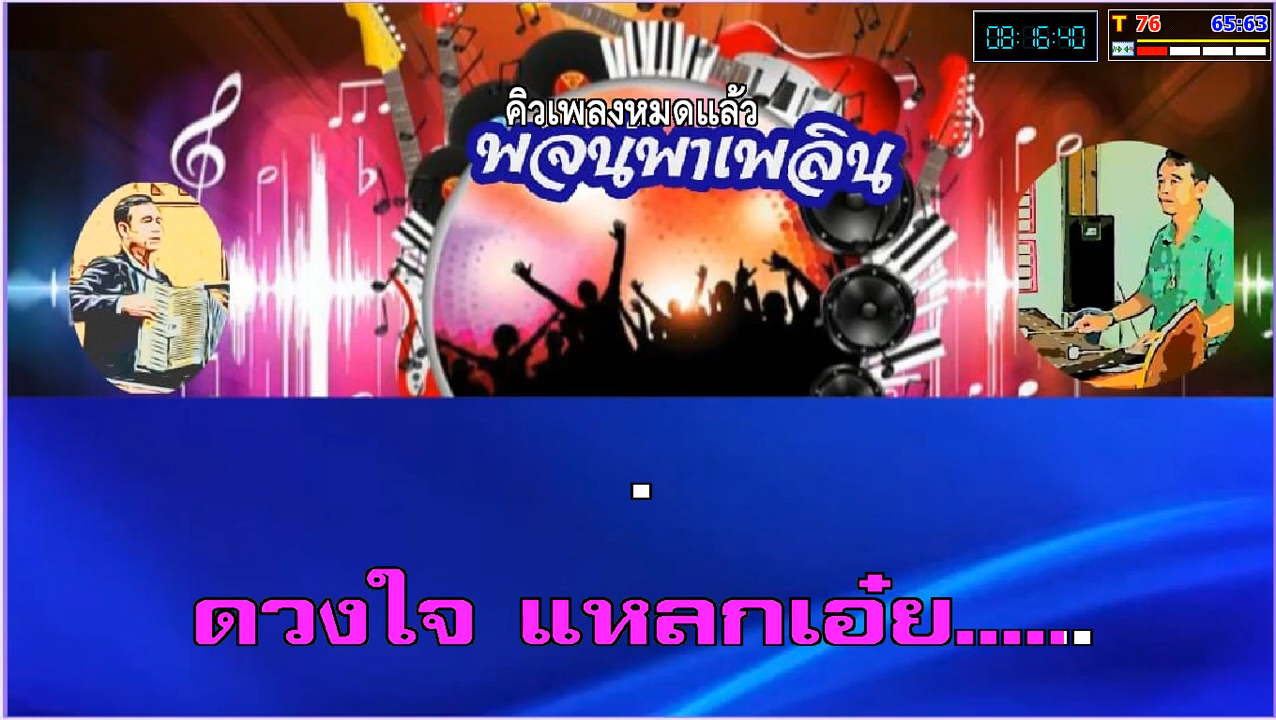 08:16:40
T 76 65:63
คิวเพลงหมดแล้ว
พจนพาเพลิน
.
ดวงใจ แหลกเอ๋ย......